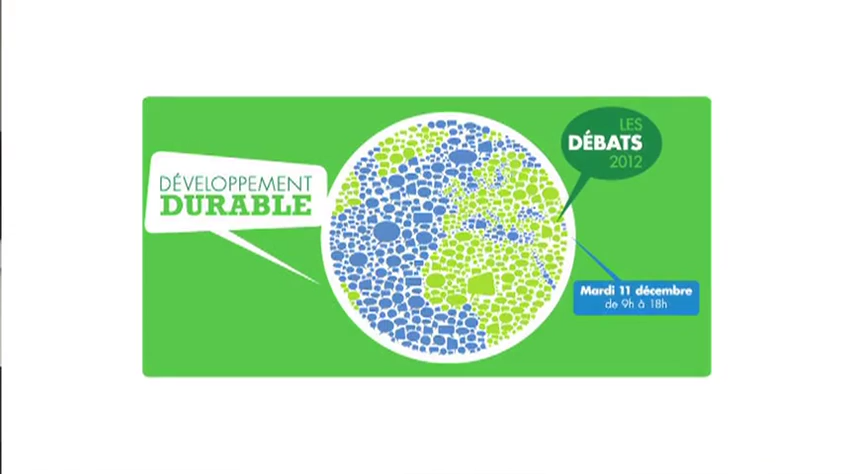 DÉVELOPPEMENT
DURABLE
LES
DÉBATS
2012
Mardi 11 décembre
de 9h à 18h